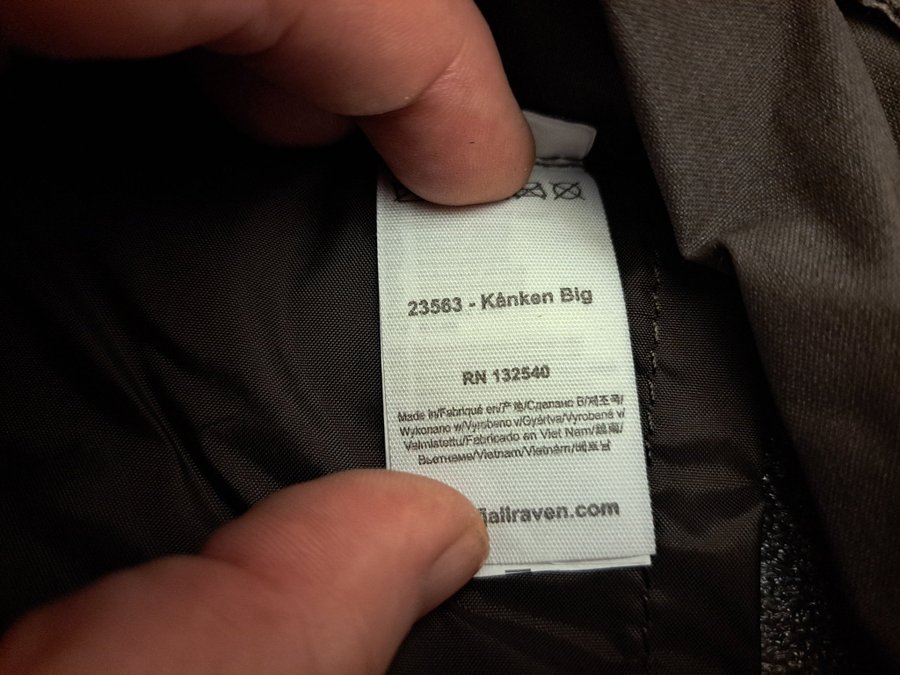 23563 - Kånken Big
RN 132540
Made in/Fabriqué en/产地/Сделано В/제조국/
Wykonano w/Vyrobeno v/Gyártva/Vyrobené v/
Valmistettu/Fabricado en Viet Nam/越南/
Вьетнаме/Vietnam/Vietnám/베트남
jallraven.com